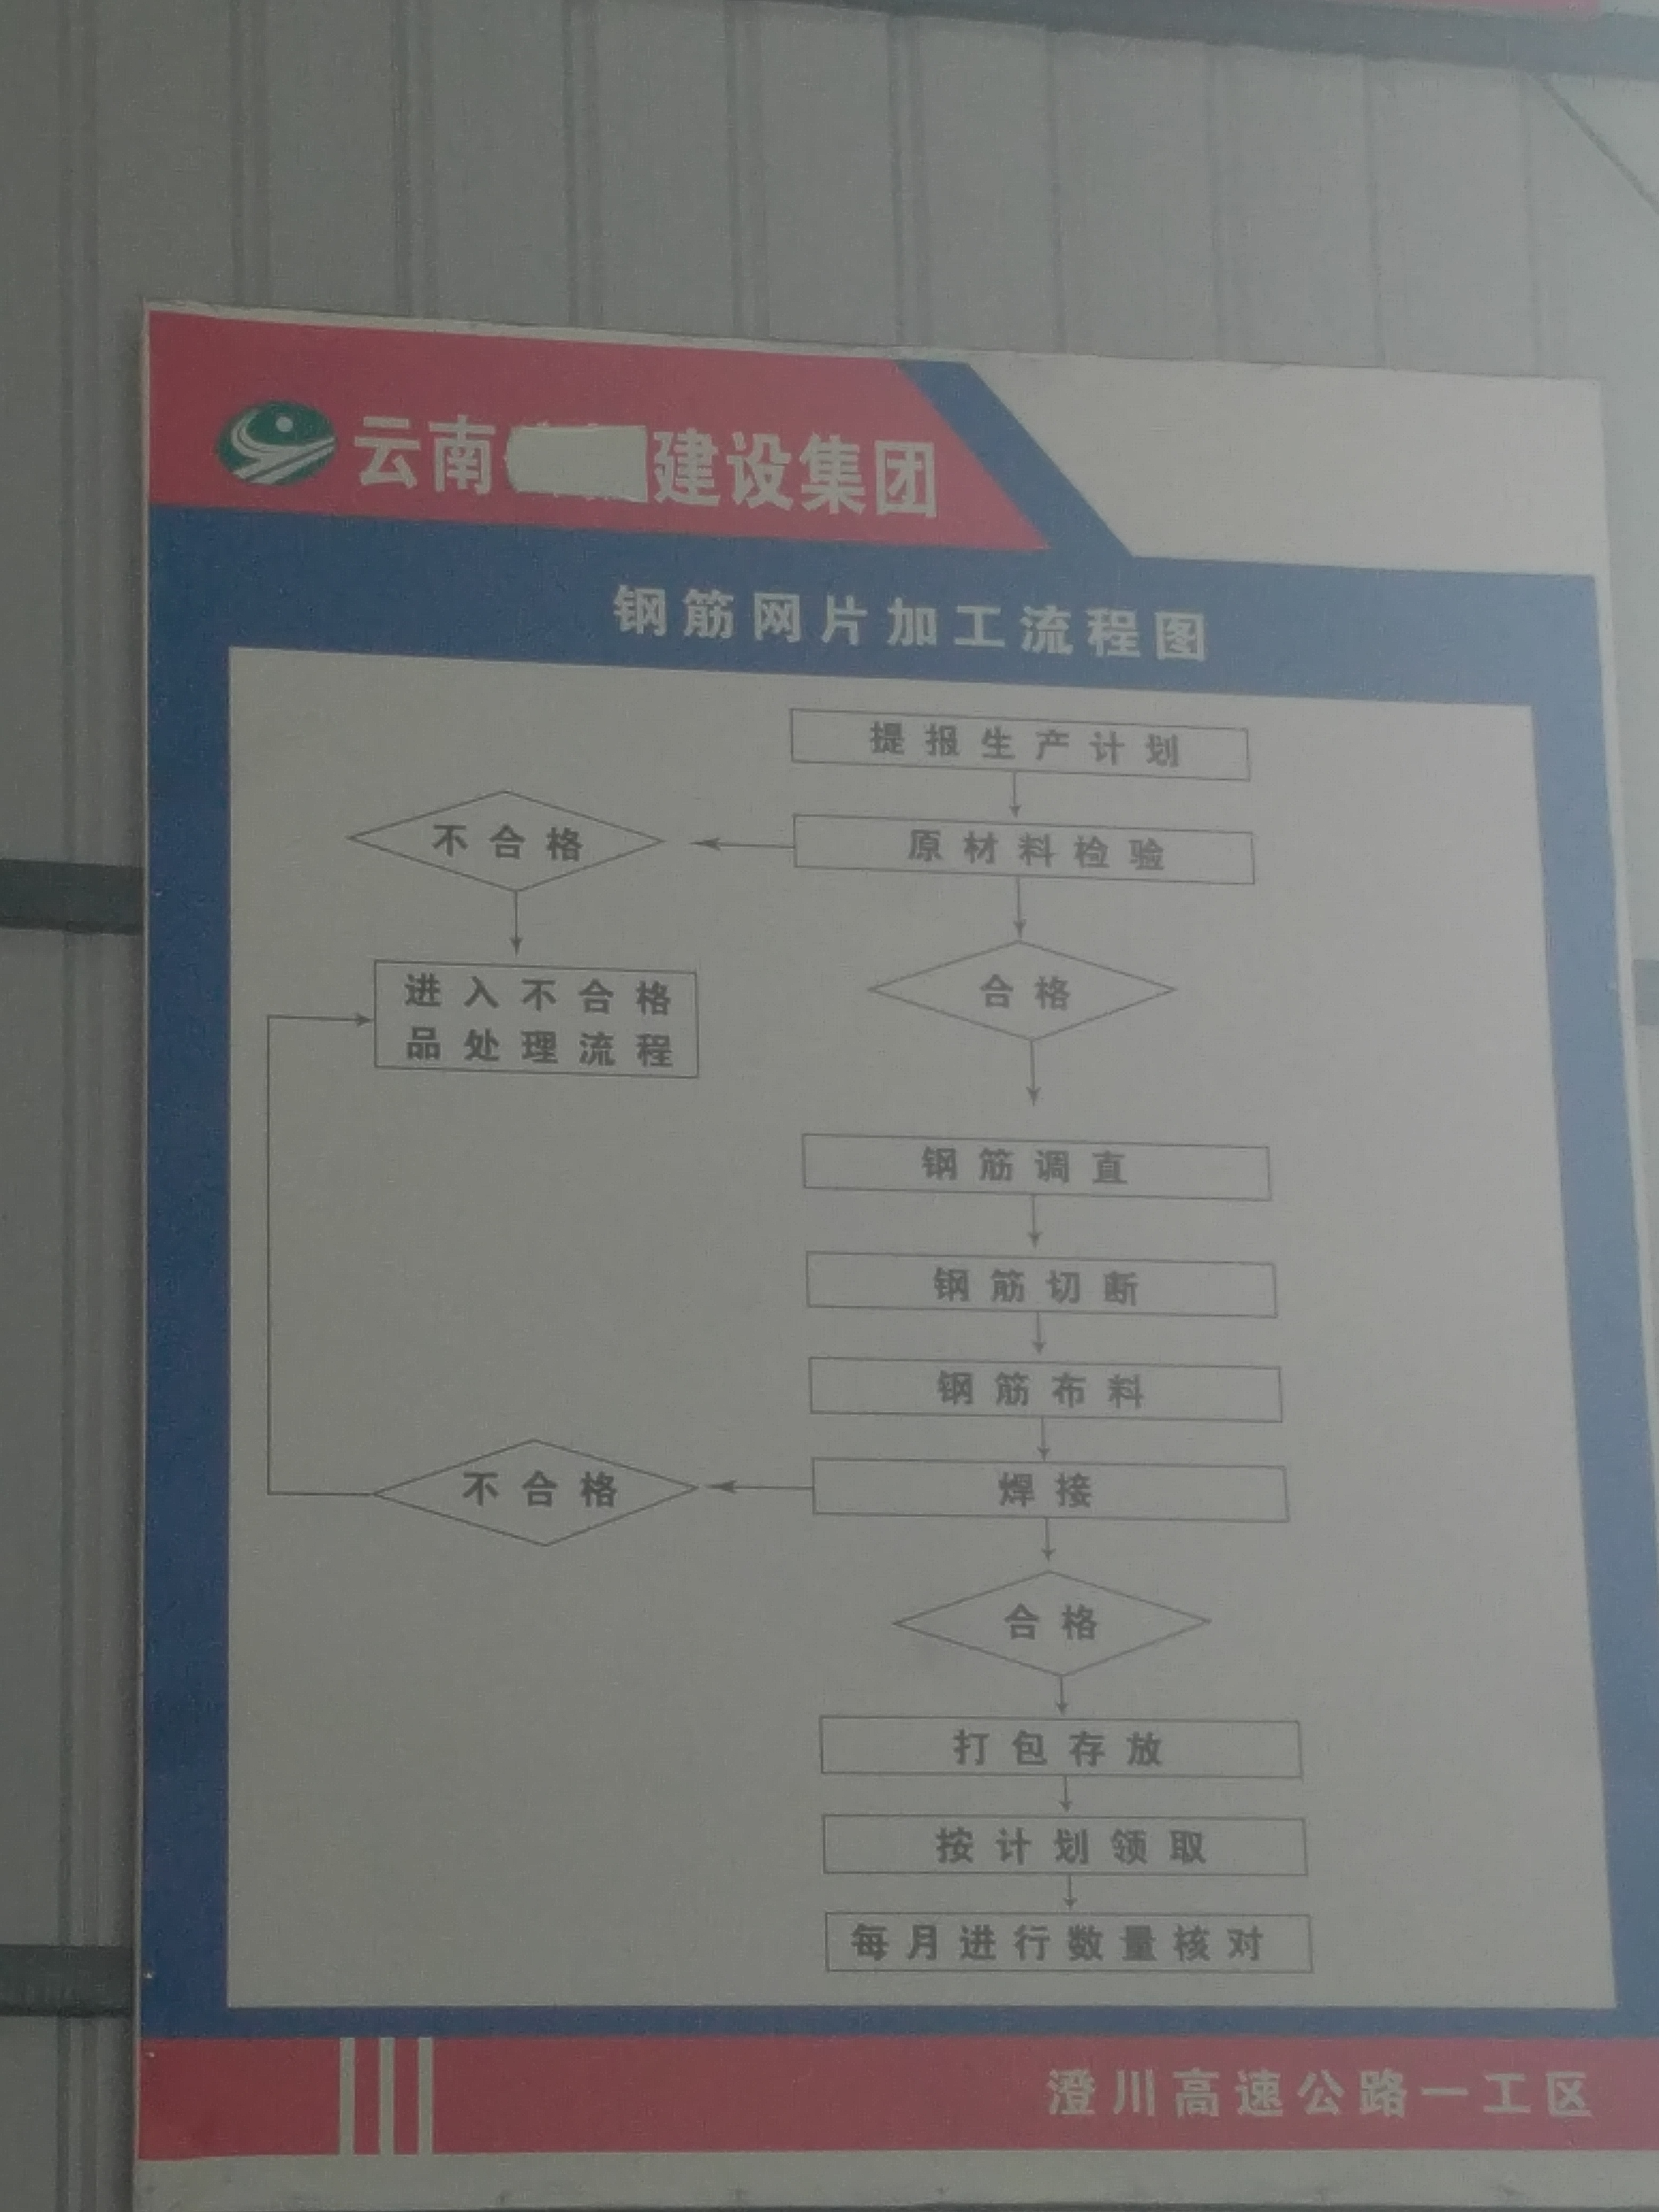 云南 建设集团
钢筋网片加工流程图
提报生产计划
不合格
原材料检验
进入不合格
品处理流程
合格
钢筋调直
钢筋切断
钢筋布料
不合格
焊接
合格
打包存放
按计划领取
每月进行数量核对
澄川高速公路一工区